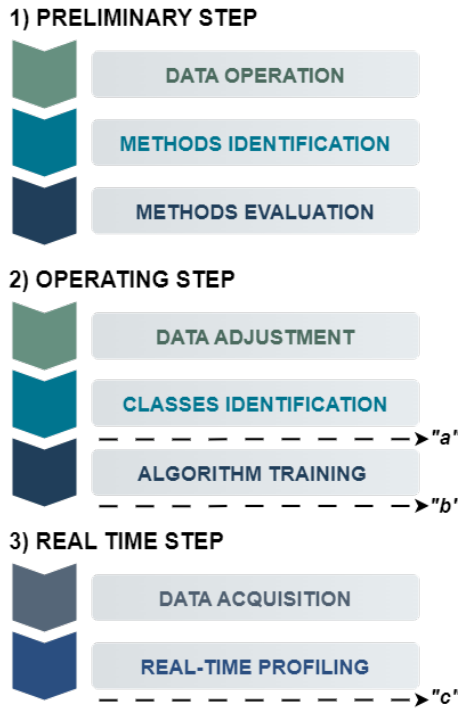 1) PRELIMINARY STEP
DATA OPERATION
METHODS IDENTIFICATION
METHODS EVALUATION
2) OPERATING STEP
DATA ADJUSTMENT
CLASSES IDENTIFICATION
"a"
ALGORITHM TRAINING
"b"
3) REAL TIME STEP
DATA ACQUISITION
REAL-TIME PROFILING
"c"